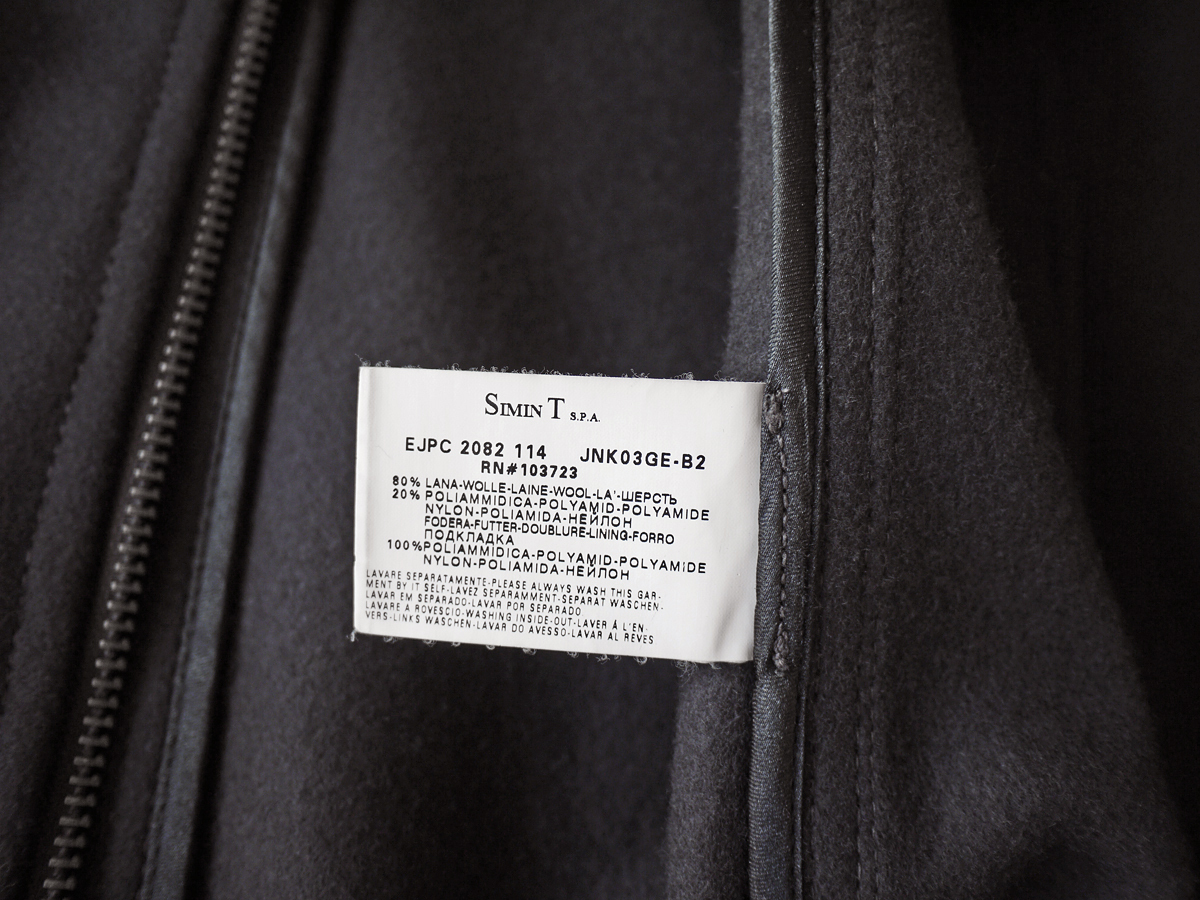 SIMIN T S.P.A.
EJPC 2082 114 JNK03GE-B2
RN#103723
80% LANA-WOLLE-LAINE-WOOL-LA'-ШЕРСТЬ
20% POLIAMMIDICA-POLYAMID-POLYAMIDE
NYLON-POLIAMIDA-НЕЙЛОН
FODERA-FUTTER-DOUBLURE-LINING-FORRO
ПОДКЛАДКА
100%POLIAMMIDICA-POLYAMID-POLYAMIDE
NYLON-POLIAMIDA-НЕЙЛОН
LAVARE SEPARATAMENTE-PLEASE ALWAYS WASH THIS GAR-
MENT BY IT SELF-LAVEZ SEPARAMMENT-SEPARAT WASCHEN-
LAVAR EM SEPARADO-LAVAR POR SEPARADO.
LAVARE A ROVESCIO-WASHING INSIDE-OUT-LAVER Á L'EN-
VERS-LINKS WASCHEN-LAVAR DO AVESSO-LAVAR AL RÉVES